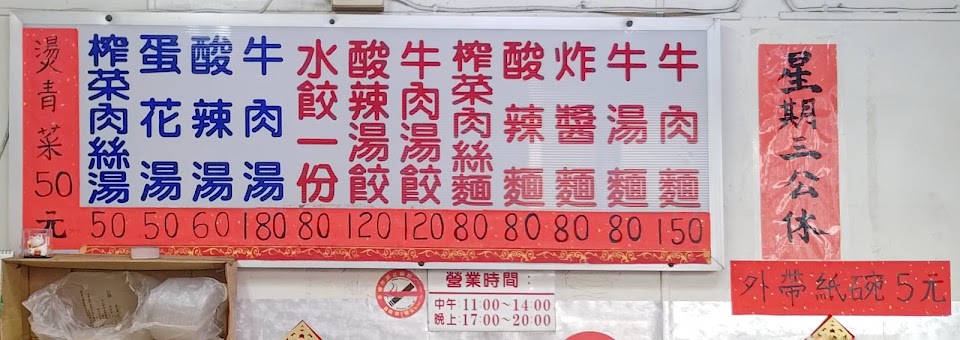 牛肉麵 150
牛湯麵 80
炸醬麵 80
酸辣麵 80
榨菜肉絲麵 80
牛肉湯餃 120
酸辣湯餃 120
水餃一份 80
牛肉湯 180
酸辣湯 60
蛋花湯 50
榨菜肉絲湯 50
燙青菜50元
星期三公休
外帶紙碗5元
營業時間:
中午:11:00~14:00
晚上:17:00~20:00